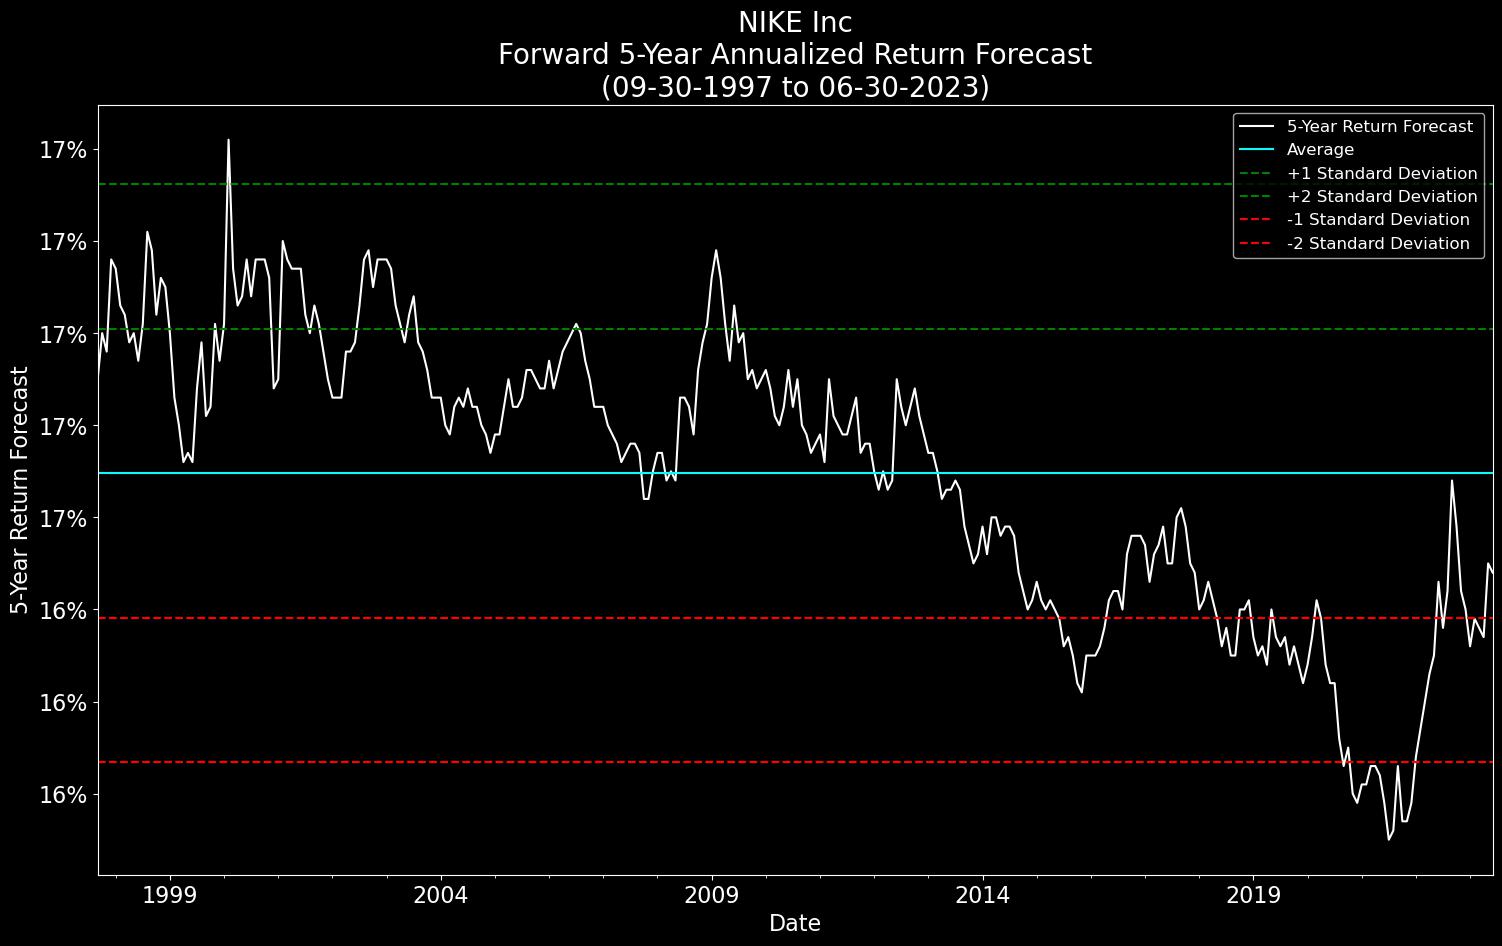 NIKE Inc
Forward 5-Year Annualized Return Forecast
(09-30-1997 to 06-30-2023)
5-Year Return Forecast
Average
+1 Standard Deviation
+2 Standard Deviation
-1 Standard Deviation
-2 Standard Deviation
5-Year Return Forecast
17%
17%
17%
17%
17%
16%
16%
16%
1999
2004
2009
2014
2019
Date